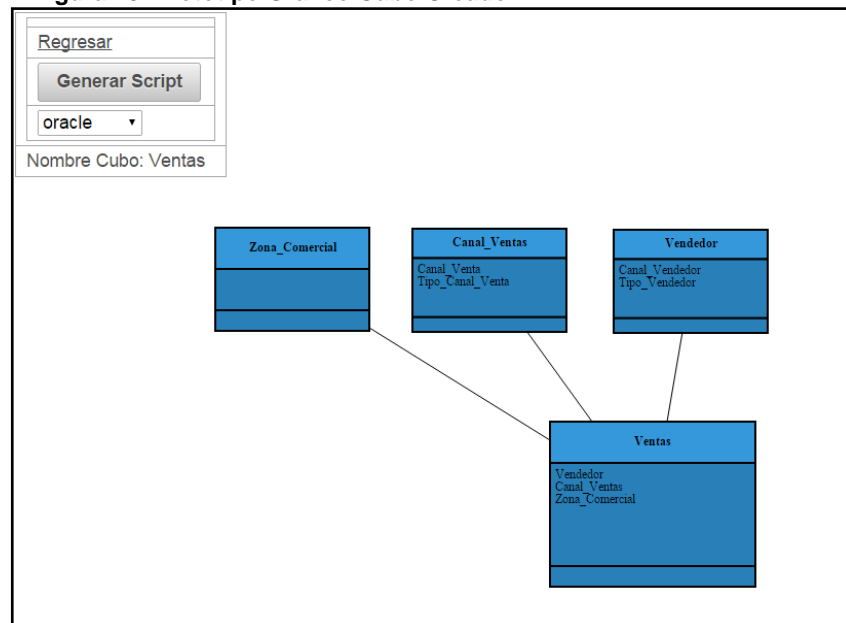 Regresar
Generar Script
oracle
Nombre Cubo: Ventas
Zona_Comercial
Canal_Ventas
Canal_Venta
Tipo_Canal_Venta
Vendedor
Canal_Vendedor
Tipo_Vendedor
Ventas
Vendedor
Canal_Ventas
Zona_Comercial